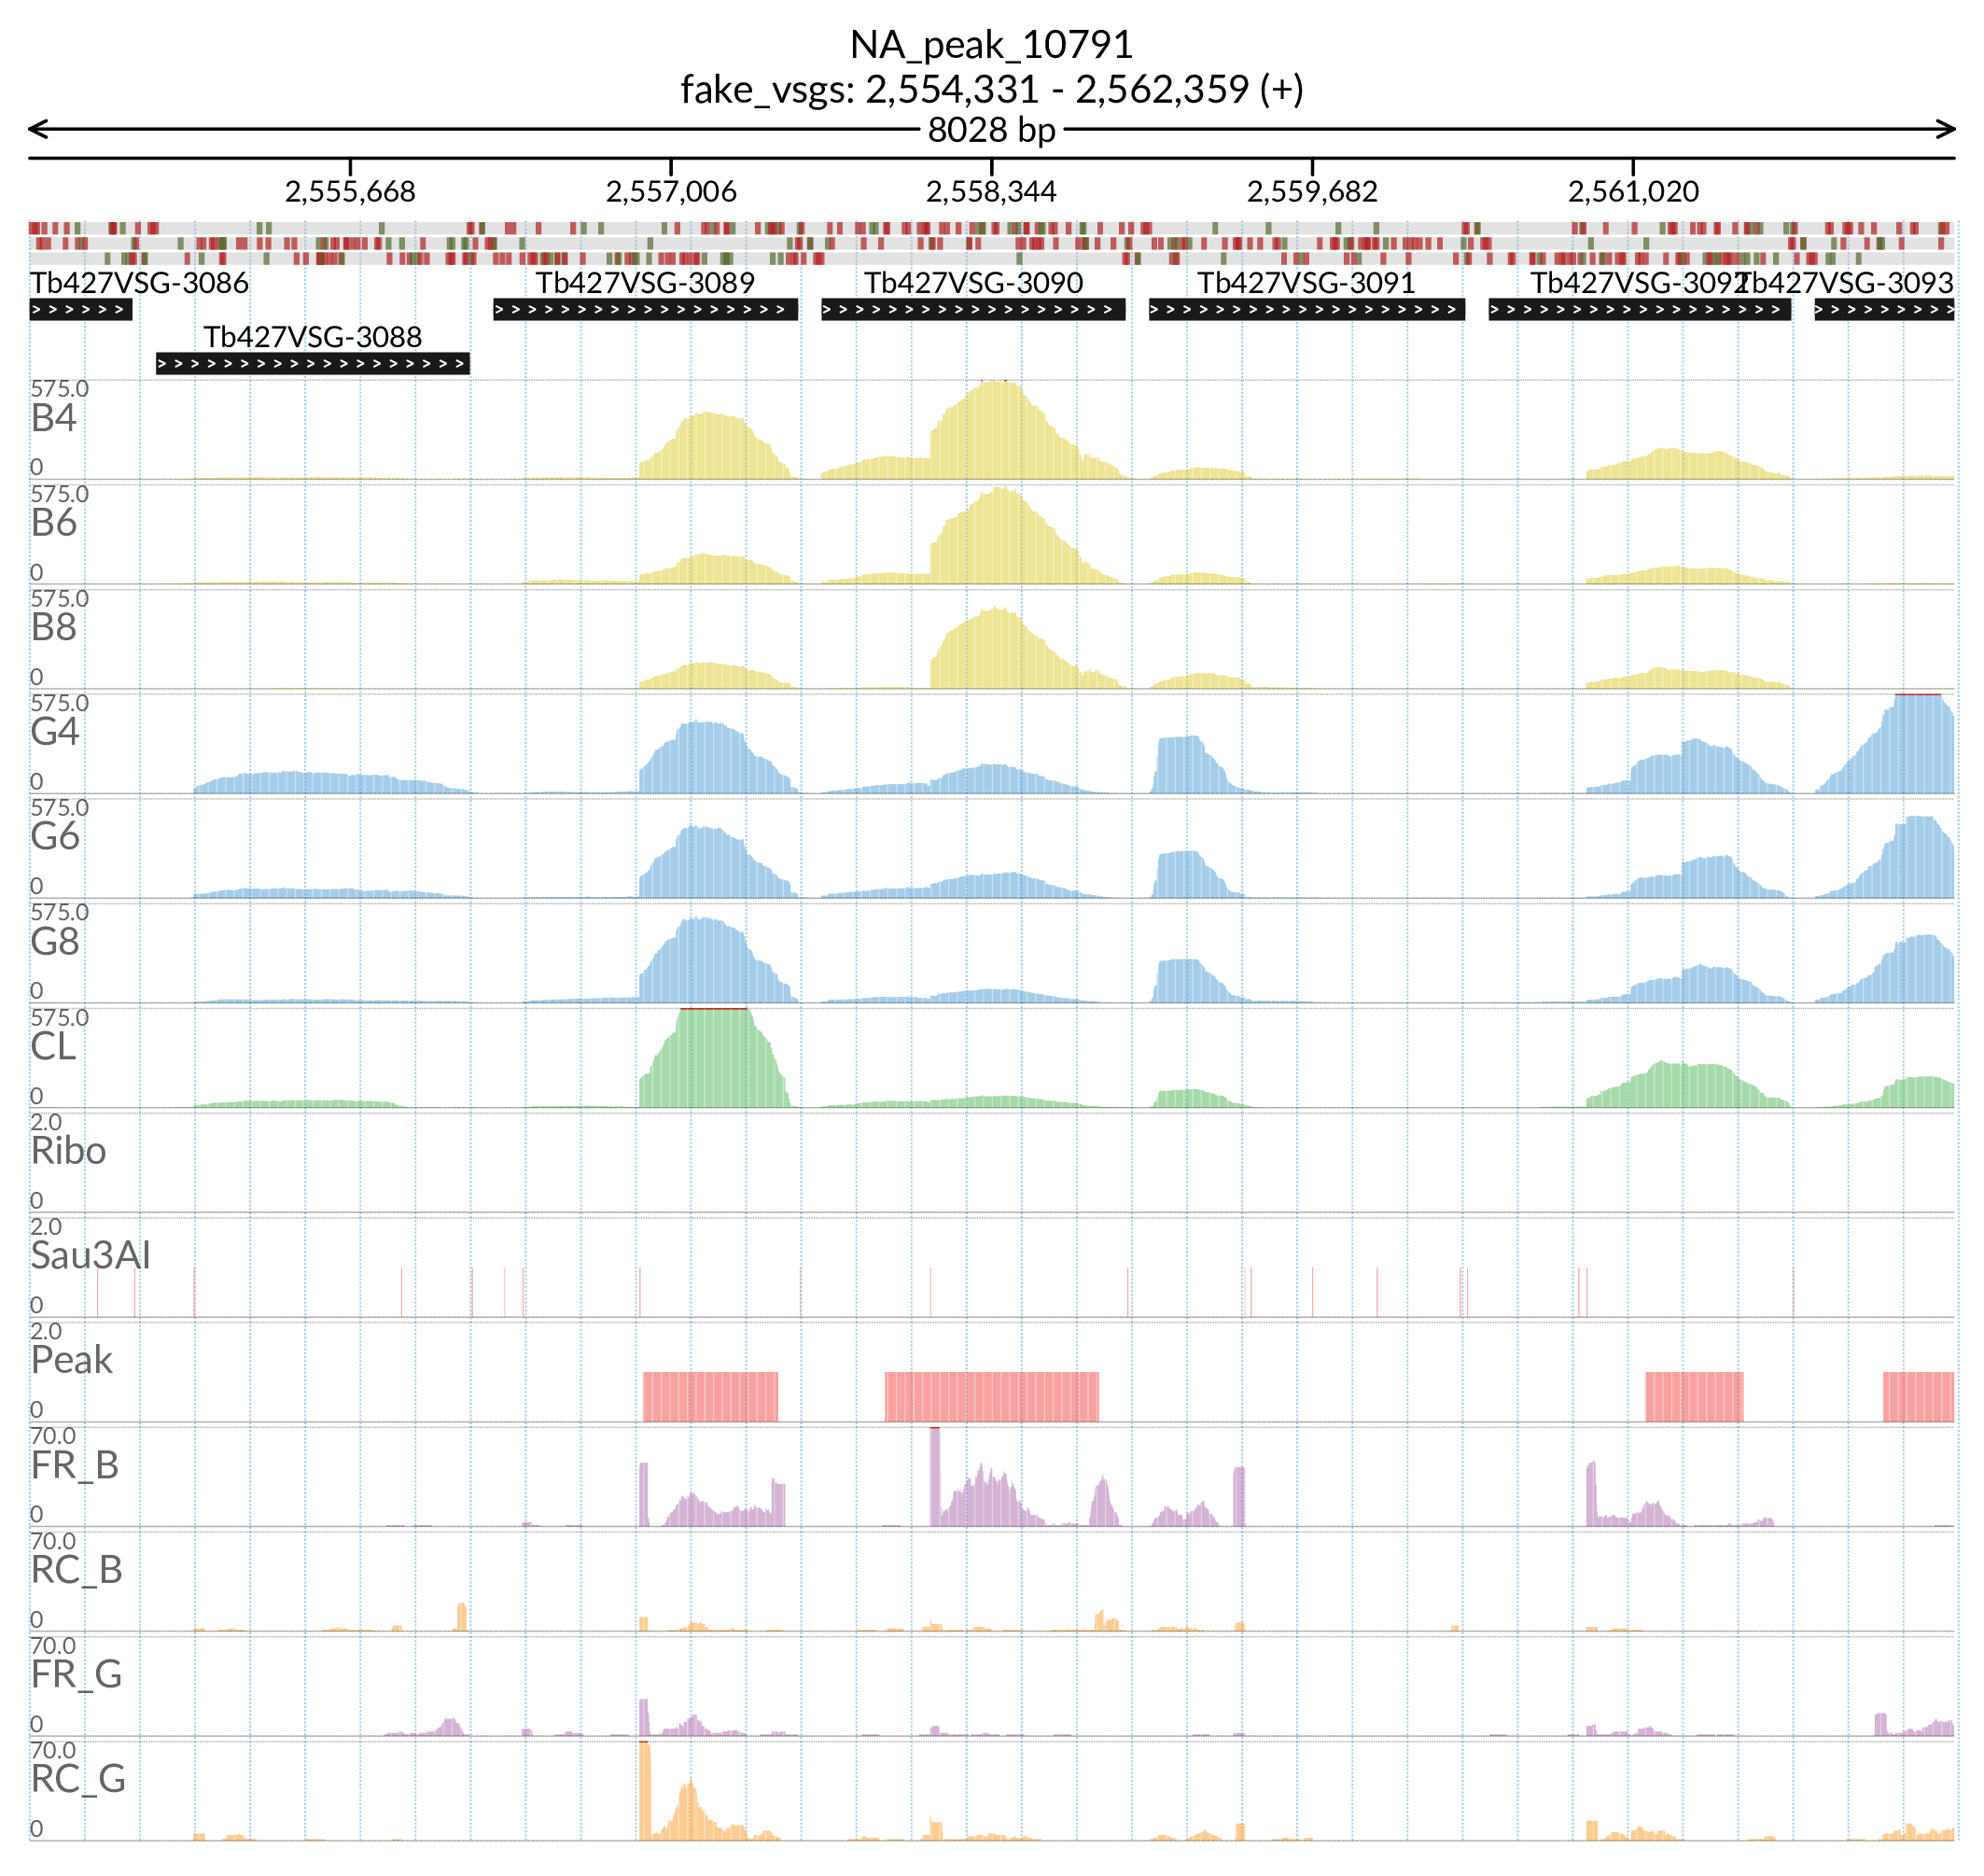 NA_peak_10791
fake_vsgs: 2,554,331 - 2,562,359 (+)
8028 bp
2,555,668 2,557,006 2,558,344 2,559,682 2,561,020
Tb427VSG-3086 Tb427VSG-3089 Tb427VSG-3090 Tb427VSG-3091 Tb427VSG-3092 Tb427VSG-3093
Tb427VSG-3088
575.0
B4
0
575.0
B6
0
575.0
B8
0
575.0
G4
0
575.0
G6
0
575.0
G8
0
575.0
CL
0
2.0
Ribo
0
2.0
Sau3AI
0
2.0
Peak
0
70.0
FR_B
0
70.0
RC_B
0
70.0
FR_G
0
70.0
RC_G
0